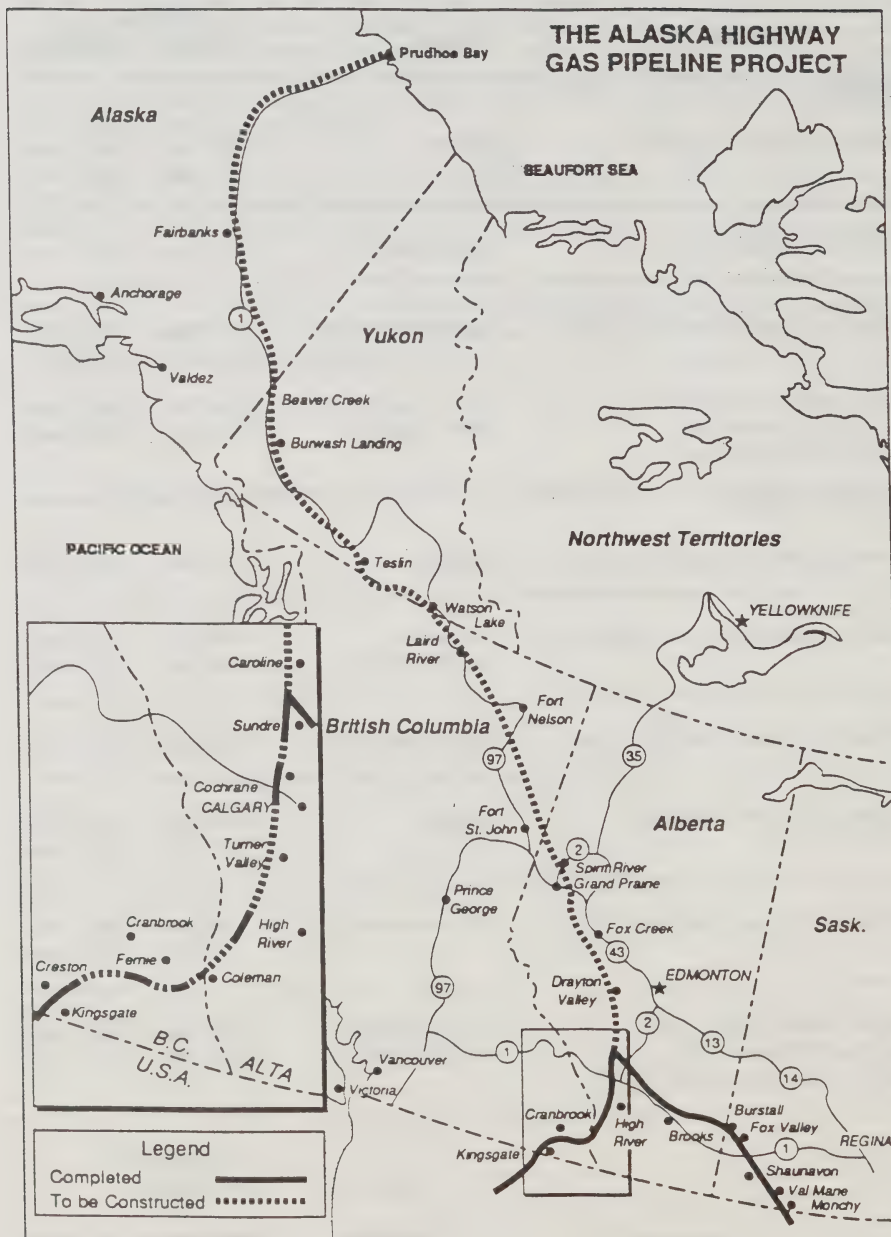 THE ALASKA HIGHWAY
GAS PIPELINE PROJECT
Prudhoe Bay
Alaska
BEAUFORT SEA
Fairbanks
Anchorage
1
Yukon
Valdez
Beaver Creek
Burwash Landing
PACIFIC OCEAN
Northwest Territories
Teslin
Watson
Lake
YELLOWKNIFE
Laird
River
Fort
Nelson
British Columbia
97
35
Fort
St. John
Alberta
2
Spirit River
Grand Prairie
Prince
George
Sask.
Fox Creek
43
EDMONTON
Drayton
Valley
97
2
1
13
14
Vancouver
Victoria
Cranbrook
Kingsgate
High
River
Brooks
Burstall
Fox Valley
REGINA
1
Shaunavon
Val Marie
Monchy
Caroline
Sundre
Cochrane
CALGARY
Turner
Valley
Cranbrook
High
River
Fernie
Creston
Coleman
Kingsgate
B.C.
U.S.A.
ALTA
Legend
Completed
To be Constructed